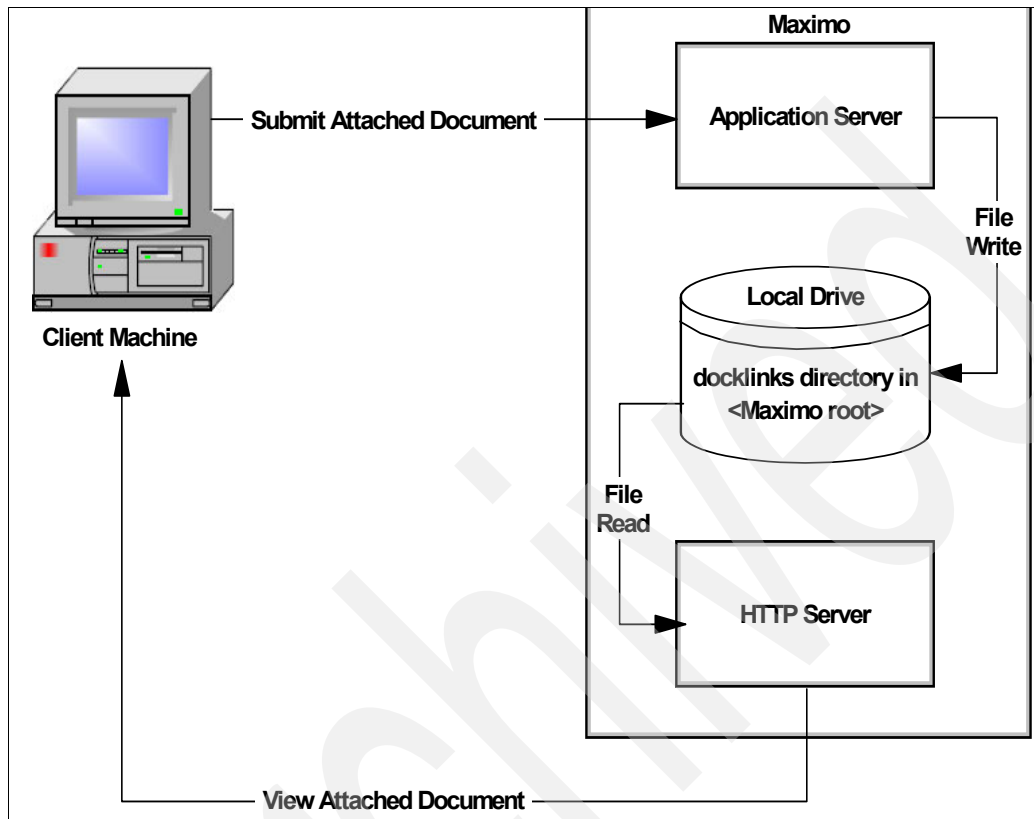 Maximo
Application Server
Submit Attached Document
File
Write
Local Drive
docklinks directory in
<Maximo root>
Client Machine
File
Read
HTTP Server
View Attached Document